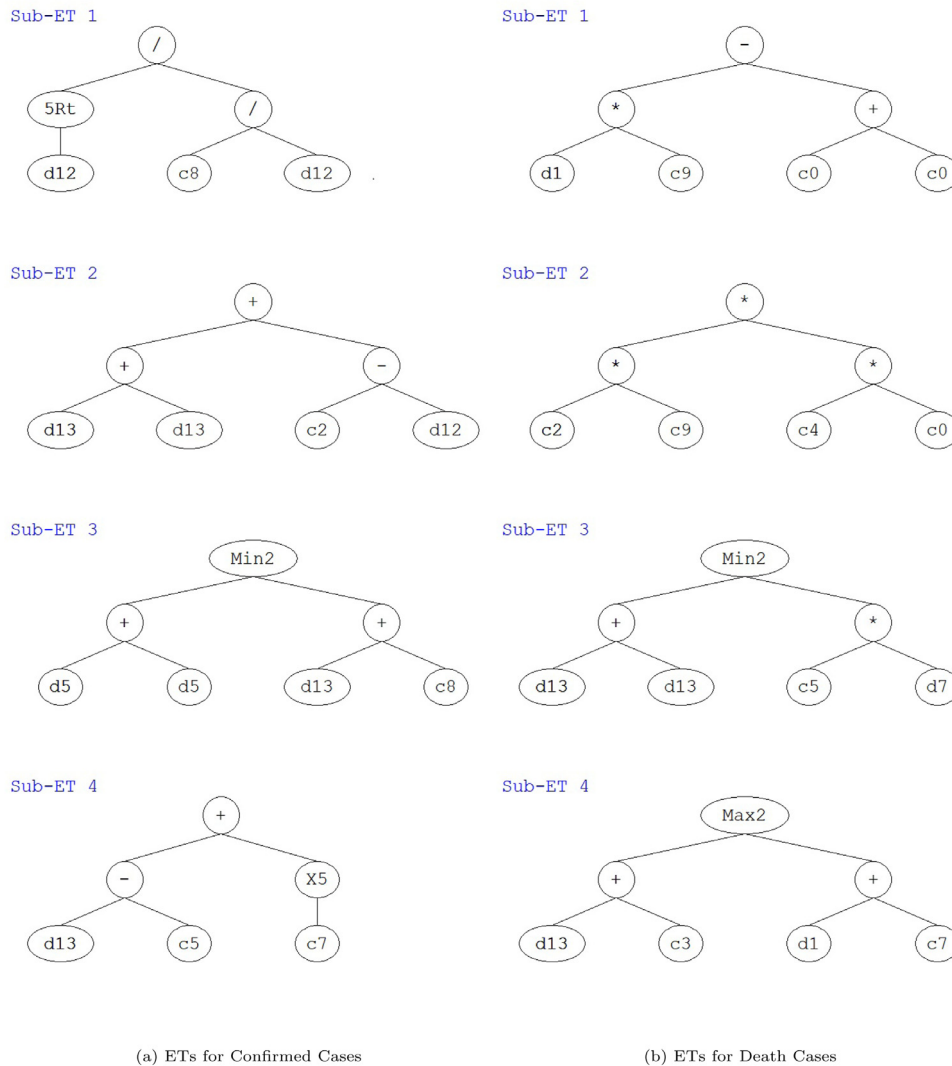 Sub-ET 1
/
5Rt /
d12 c8 d12
Sub-ET 2
+
+ -
d13 d13 c2 d12
Sub-ET 3
Min2
+ +
d5 d5 d13 c8
Sub-ET 4
+
- X5
d13 c5 c7
(a) ETs for Confirmed Cases
Sub-ET 1
-
* +
d1 c9 c0 c0
Sub-ET 2
*
* *
c2 c9 c4 c0
Sub-ET 3
Min2
+ *
d13 d13 c5 d7
Sub-ET 4
Max2
+ +
d13 c3 d1 c7
(b) ETs for Death Cases